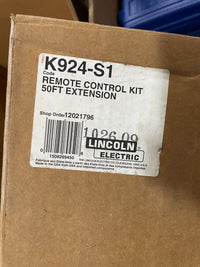 K924-S1
Code
REMOTE CONTROL KIT
50FT EXTENSION
Shop Order 12021796
1026.09
LINCOLN
ELECTRIC